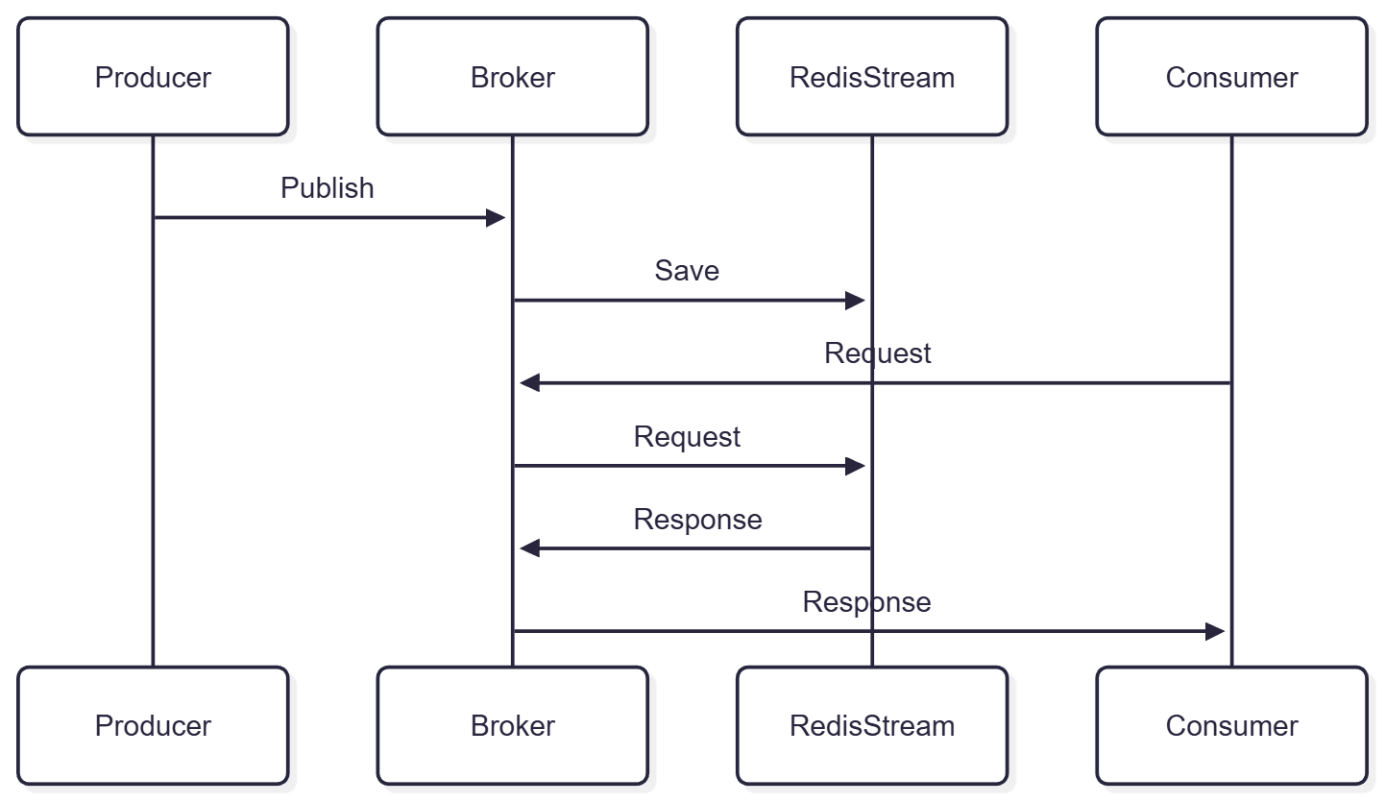 Producer
Broker
RedisStream
Consumer
Publish
Save
Request
Request
Response
Response
Producer
Broker
RedisStream
Consumer